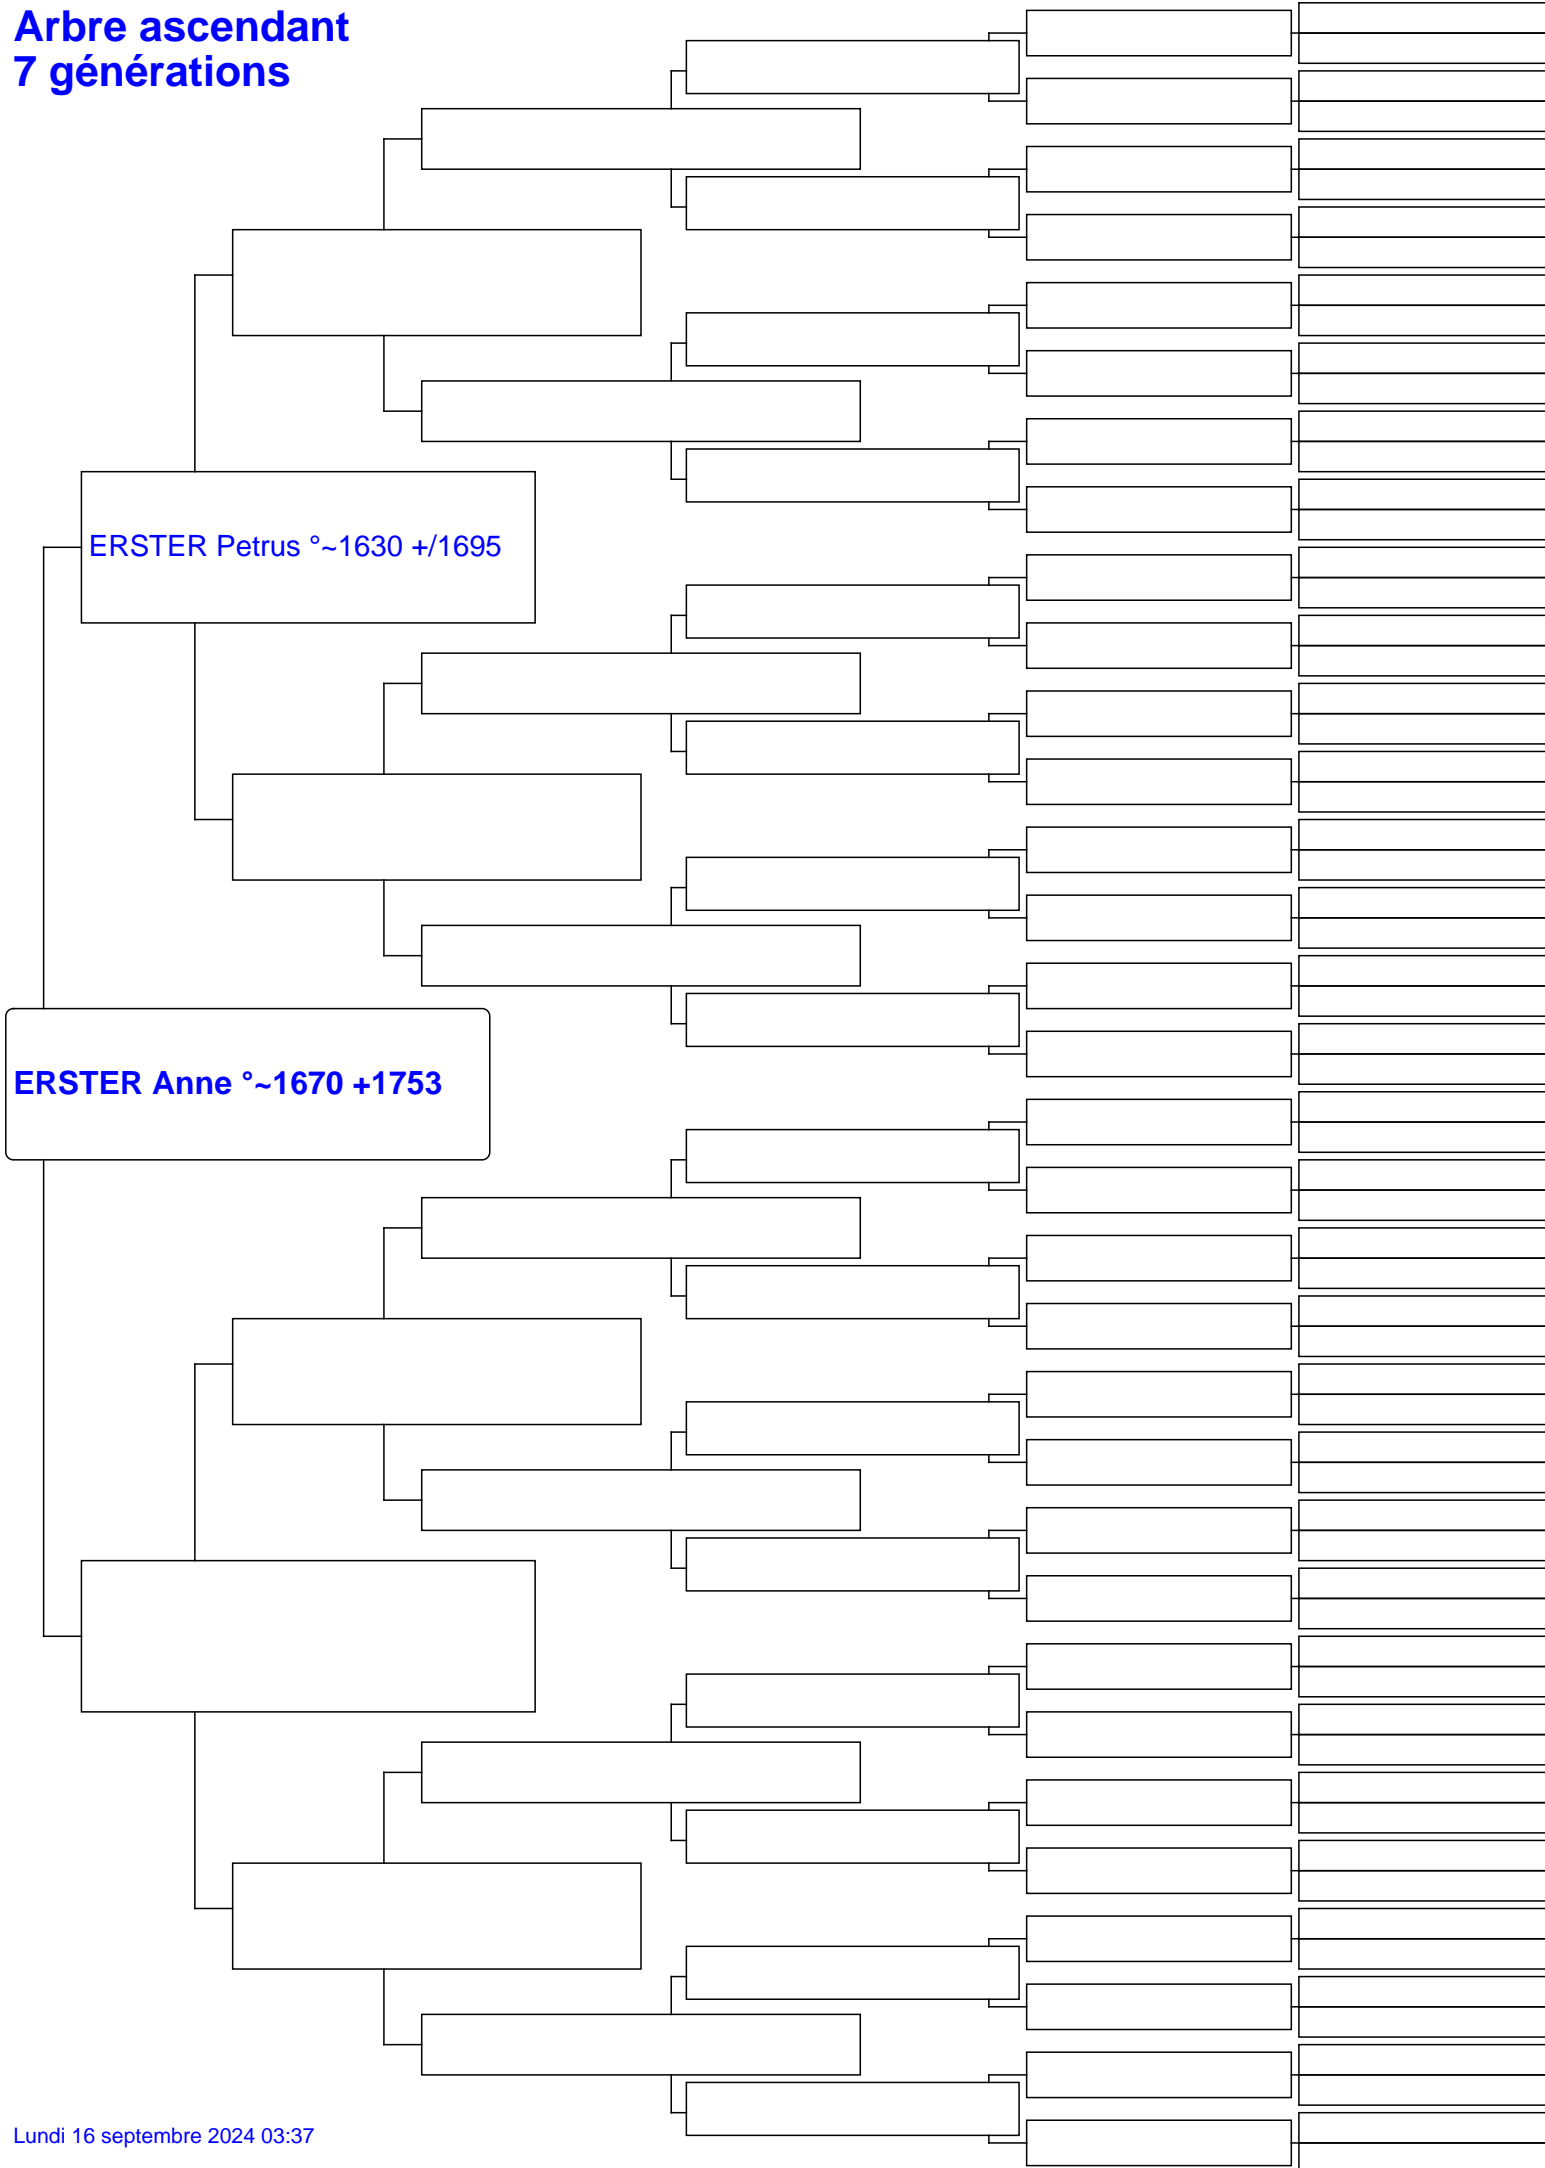 Arbre ascendant
7 générations
ERSTER Petrus °~1630 +/1695
ERSTER Anne °~1670 +1753
Lundi 16 septembre 2024 03:37